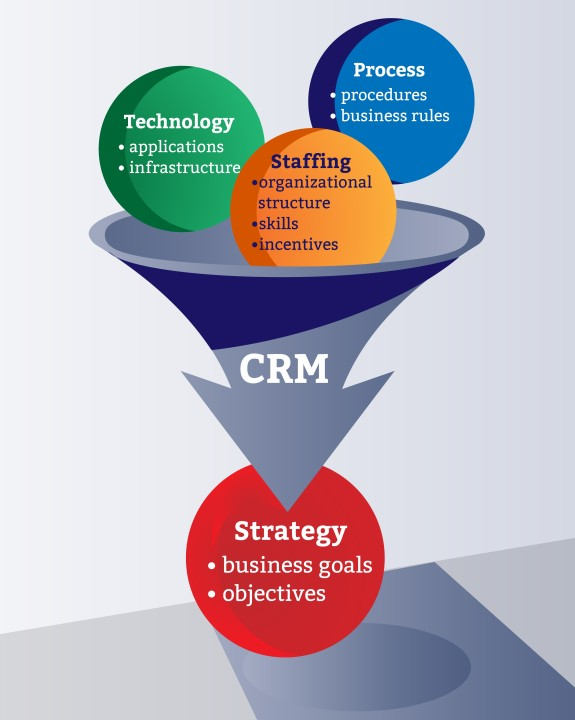 Process
• procedures
• business rules
Technology
• applications
• infrastructure
Staffing
•organizational
structure
•skills
•incentives
CRM
Strategy
• business goals
• objectives